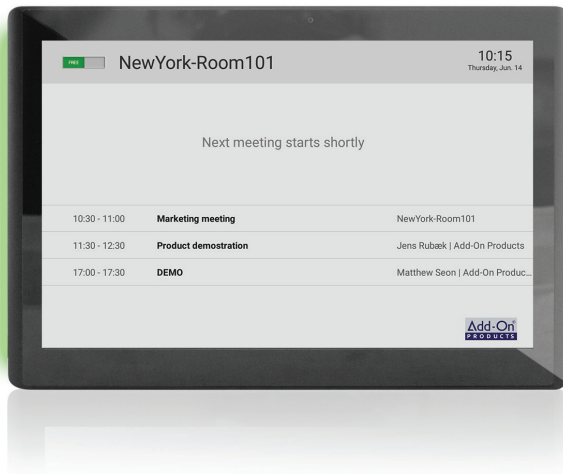 FREE
NewYork-Room101
10:15
Thursday, Jun. 14
Next meeting starts shortly
10:30 - 11:00 Marketing meeting NewYork-Room101
11:30 - 12:30 Product demostration Jens Rubæk | Add-On Products
17:00 - 17:30 DEMO Matthew Seon | Add-On Produc...
Add-On®
PRODUCTS